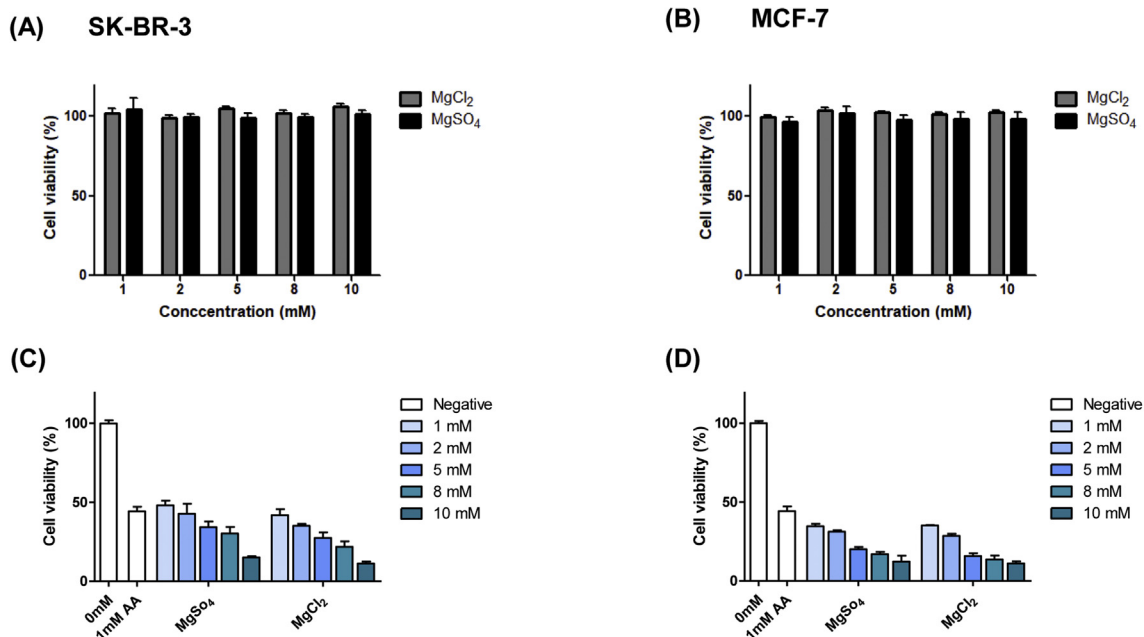 (A) SK-BR-3
Cell viability (%)
100
50
0
1 2 5 8 10
Conccentration (mM)
MgCl₂
MgSO₄
(B) MCF-7
Cell viability (%)
100
50
0
1 2 5 8 10
Conccentration (mM)
MgCl₂
MgSO₄
(C)
Cell viability (%)
100
50
0
0mM 1mM AA MgSo₄ MgCl₂
Negative
1 mM
2 mM
5 mM
8 mM
10 mM
(D)
Cell viability (%)
100
50
0
0mM 1mM AA MgSo₄ MgCl₂
Negative
1 mM
2 mM
5 mM
8 mM
10 mM